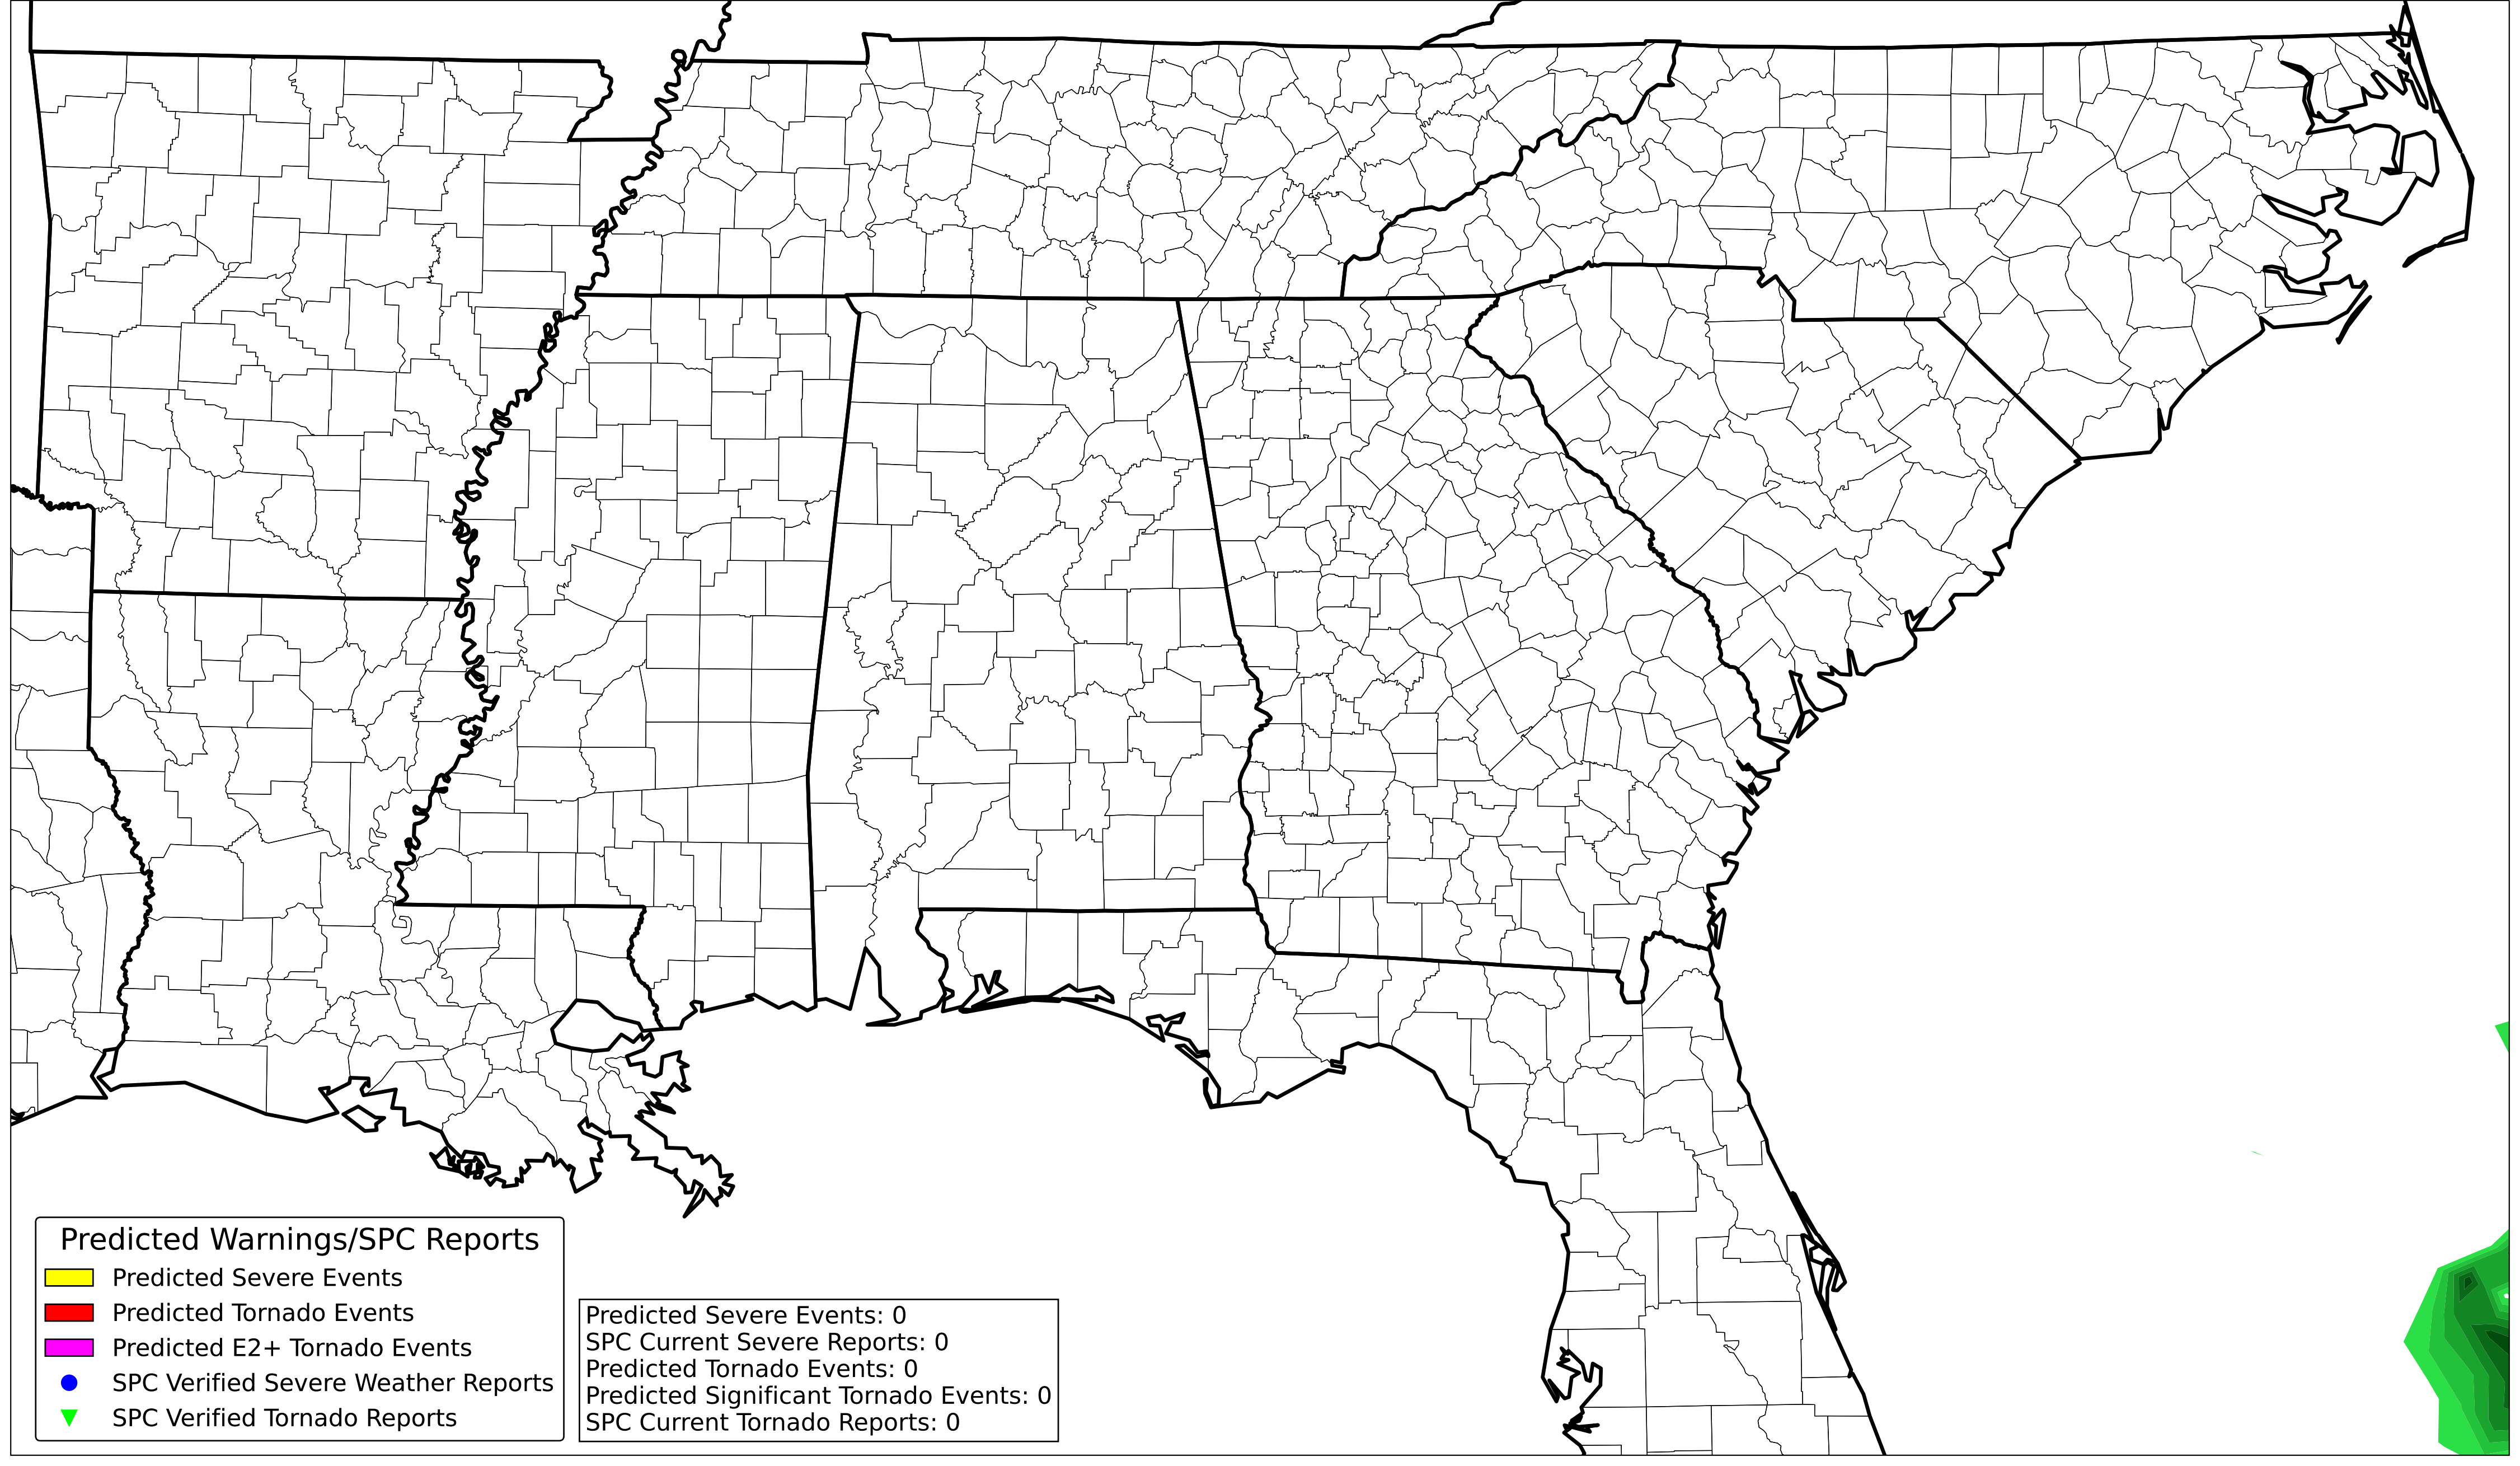 Predicted Warnings/SPC Reports
Predicted Severe Events
Predicted Tornado Events
Predicted E2+ Tornado Events
SPC Verified Severe Weather Reports
SPC Verified Tornado Reports
Predicted Severe Events: 0
SPC Current Severe Reports: 0
Predicted Tornado Events: 0
Predicted Significant Tornado Events: 0
SPC Current Tornado Reports: 0